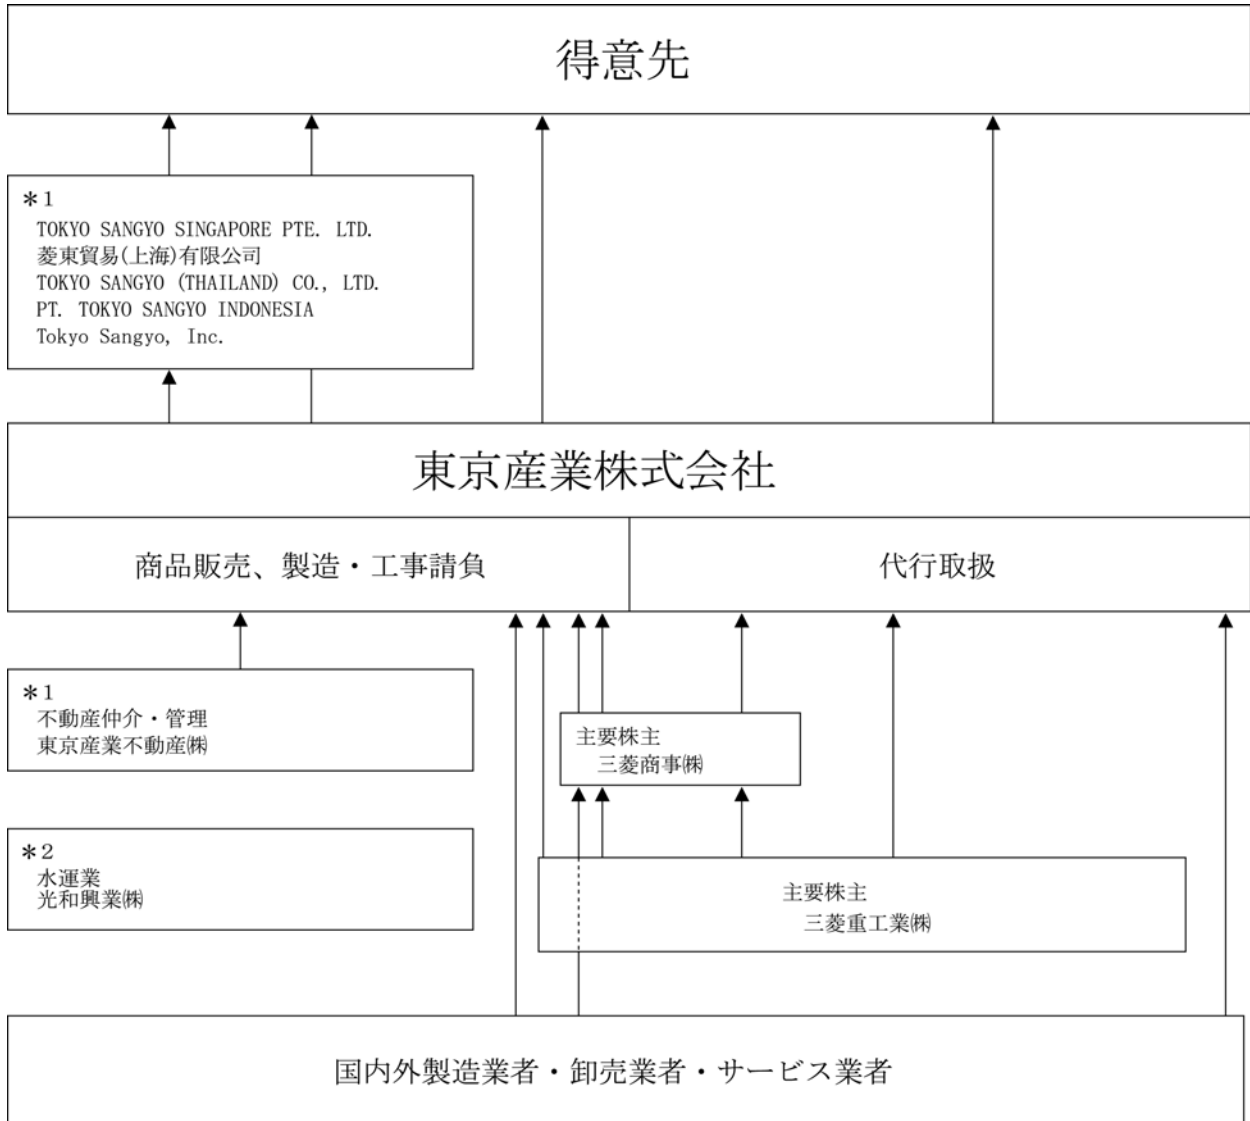 得意先
＊1
TOKYO SANGYO SINGAPORE PTE. LTD.
菱東貿易(上海)有限公司
TOKYO SANGYO (THAILAND) CO., LTD.
PT. TOKYO SANGYO INDONESIA
Tokyo Sangyo, Inc.
東京産業株式会社
商品販売、製造・工事請負
代行取扱
＊1
不動産仲介・管理
東京産業不動産㈱
主要株主
三菱商事㈱
＊2
水運業
光和興業㈱
主要株主
三菱重工業㈱
国内外製造業者・卸売業者・サービス業者